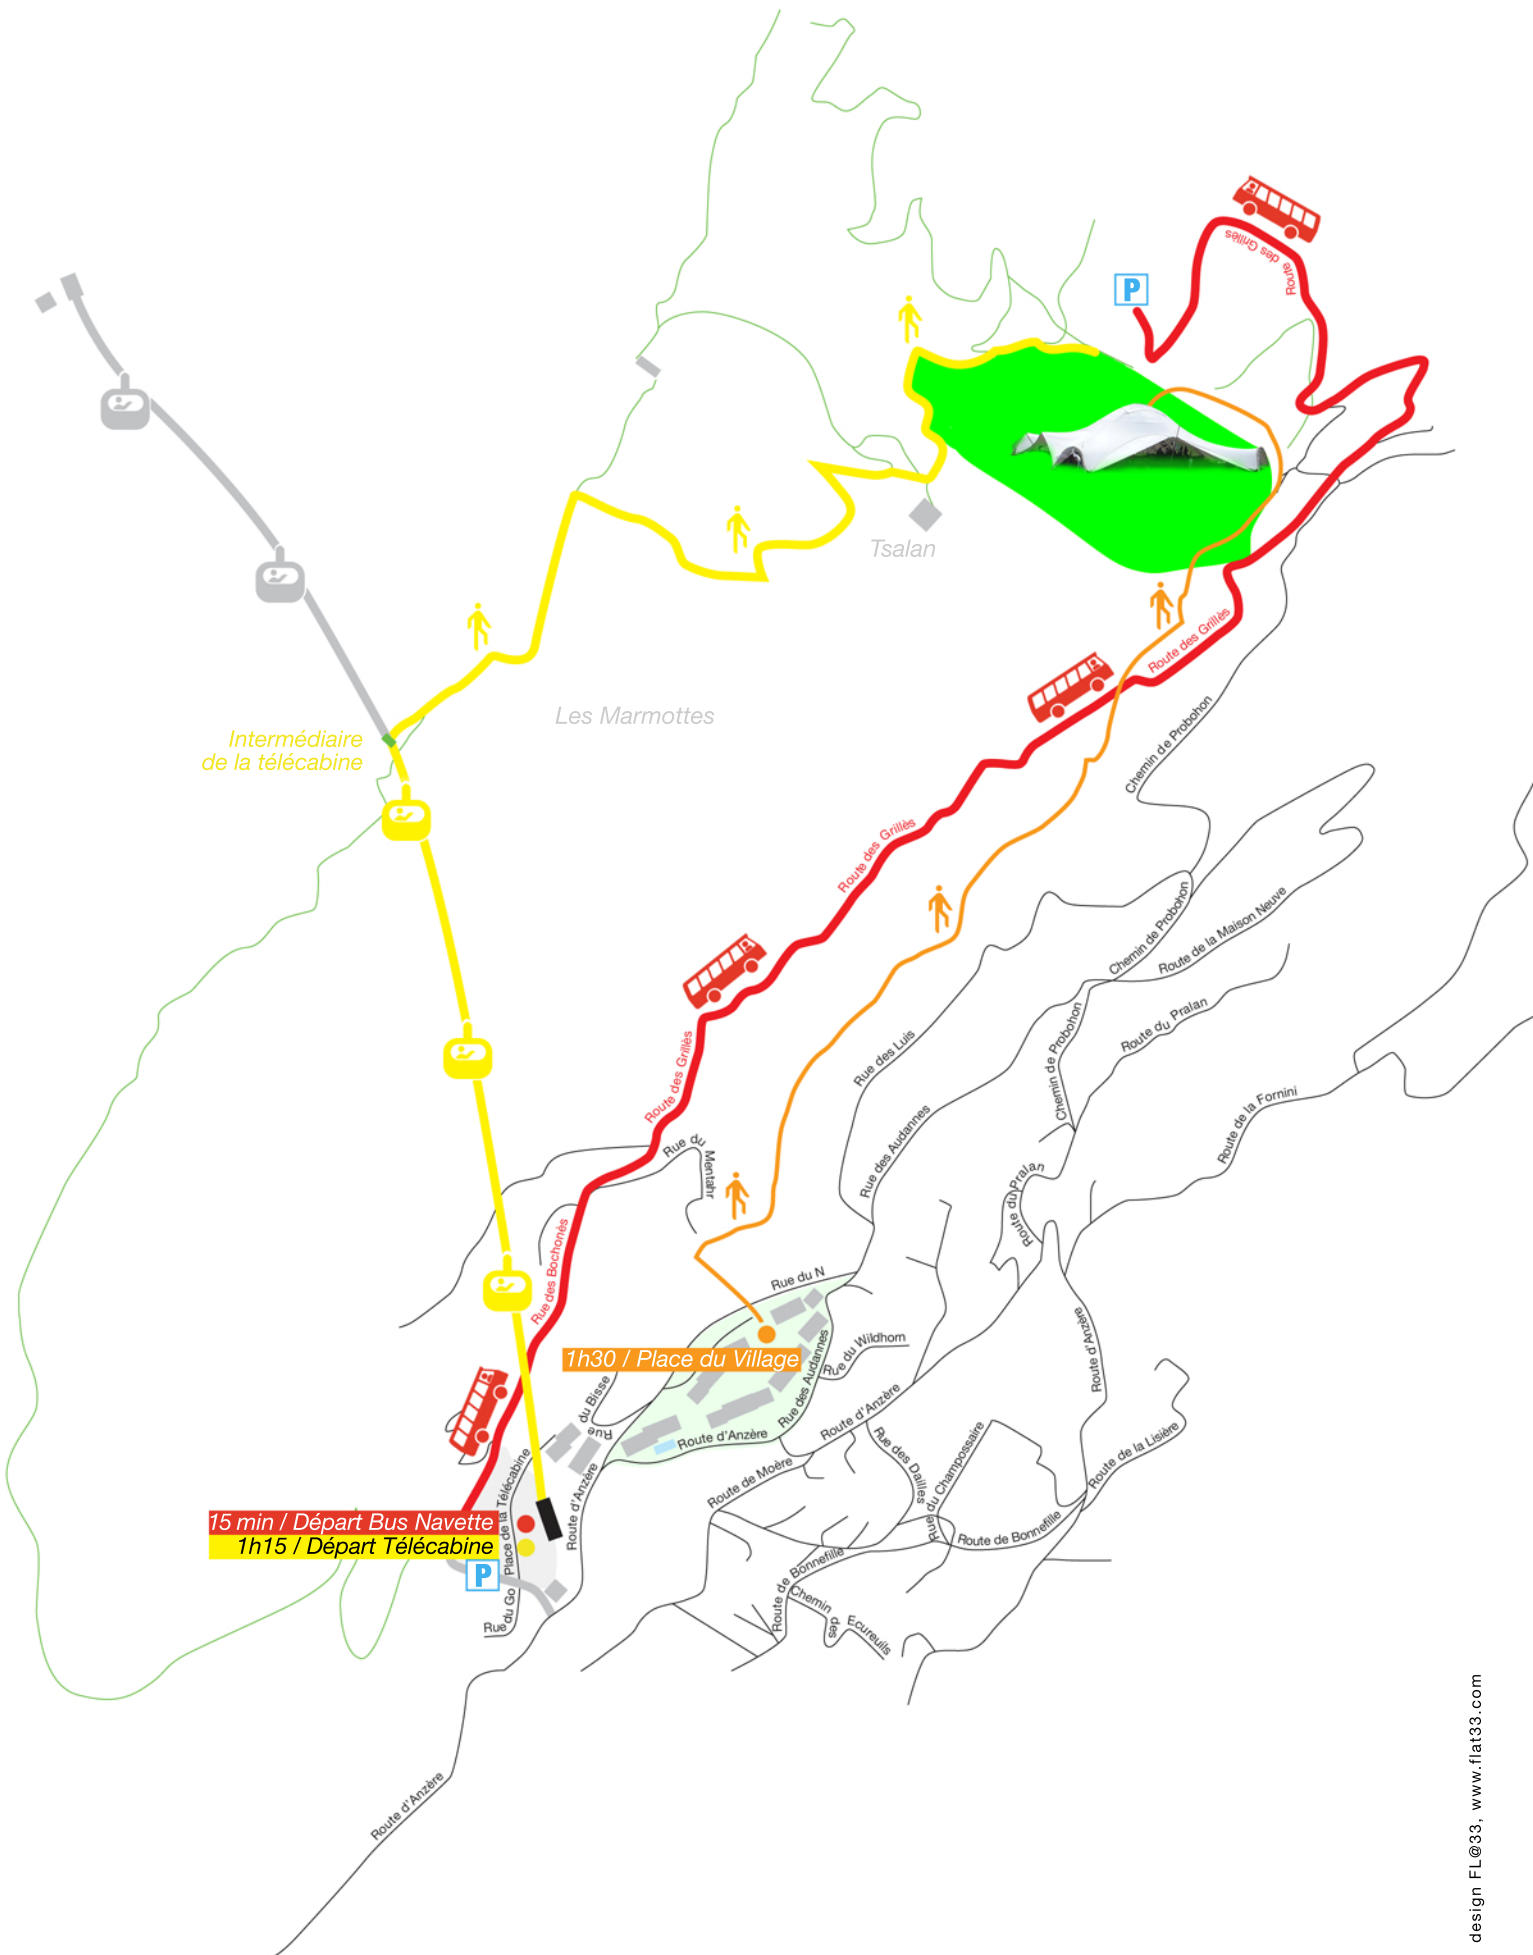 Route des Grillès
P
Tsalan
Route des Grillès
Les Marmottes
Intermédiaire
de la télécabine
Chemin de Probohon
Route des Grillès
Chemin de Probohon
Route de la Maison Neuve
Route du Pralan
Route des Grillès
Rue des Luis
Chemin de Probohon
Rue des Audannes
Route de la Fornini
Rue du Mentahr
Route du Pralan
Rue des Bochonès
Rue du N
Route d'Anzère
Rue du Wildhorn
1h30 / Place du Village
Rue des Audannes
Rue du Bisse
Route d'Anzère
Route d'Anzère
Rue des Dailles
Rue du Champossaire
Route de la Lisière
Route de Moère
Place de la Télécabine
Route d'Anzère
15 min / Départ Bus Navette
1h15 / Départ Télécabine
P
Rue du Go
Route de Bonnefille
Route de Bonnefille
Chemin des Ecureuils
Route d'Anzère
design FL@33, www.flat33.com